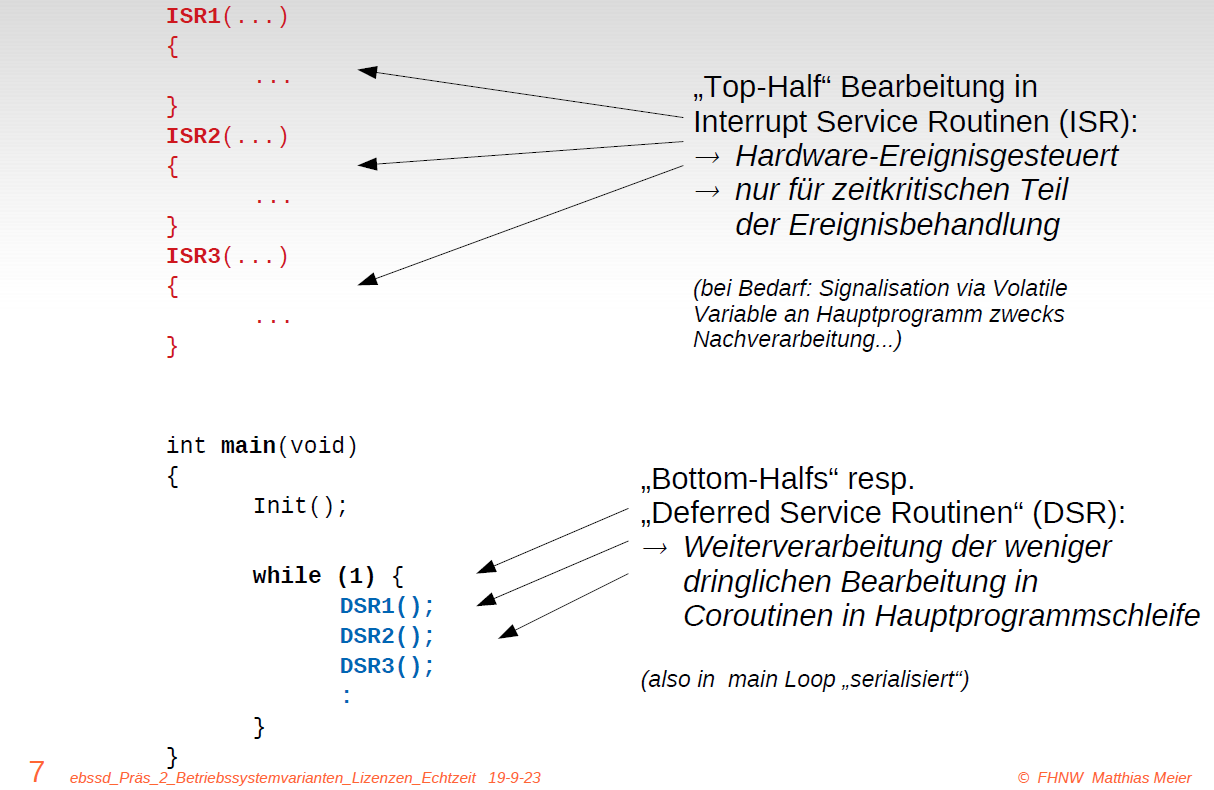 ISR1(...)
{
...
}
ISR2(...)
{
...
}
ISR3(...)
{
...
}
„Top-Half“ Bearbeitung in
Interrupt Service Routinen (ISR):
→ Hardware-Ereignisgesteuert
→ nur für zeitkritischen Teil
der Ereignisbehandlung
(bei Bedarf: Signalisation via Volatile
Variable an Hauptprogramm zwecks
Nachverarbeitung...)
int main(void)
{
Init();
while (1) {
DSR1();
DSR2();
DSR3();
:
}
}
„Bottom-Halfs“ resp.
„Deferred Service Routinen“ (DSR):
→ Weiterverarbeitung der weniger
dringlichen Bearbeitung in
Coroutinen in Hauptprogrammschleife
(also in main Loop „serialisiert“)
7 ebssd_Präs_2_Betriebssystemvarianten_Lizenzen_Echtzeit 19-9-23
© FHNW Matthias Meier